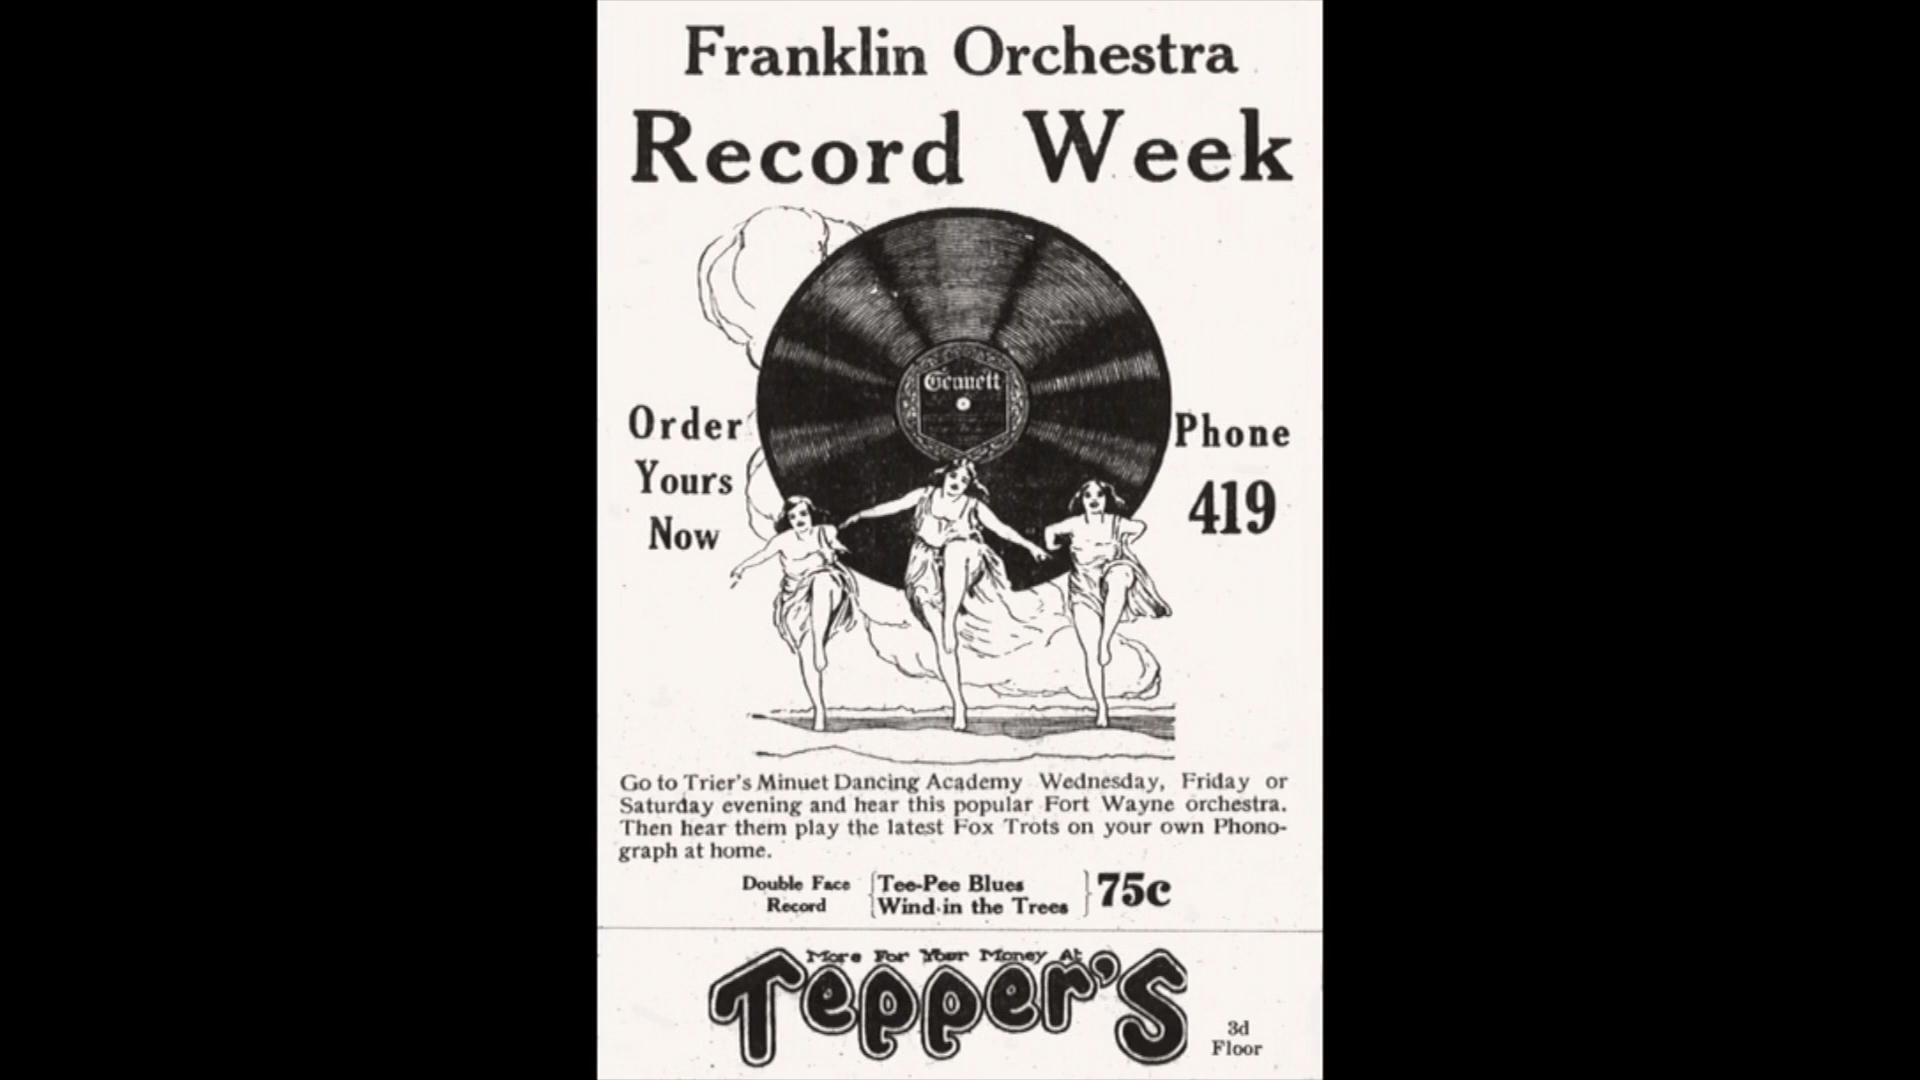 Franklin Orchestra
Record Week
Gennett
Order
Yours
Now
Phone
419
Go to Trier's Minuet Dancing Academy Wednesday, Friday or
Saturday evening and hear this popular Fort Wayne orchestra.
Then hear them play the latest Fox Trots on your own Phono-
graph at home.
Double Face
Record
Tee-Pee Blues
Wind in the Trees
75c
More For Your Money At
Tepper's
3d
Floor